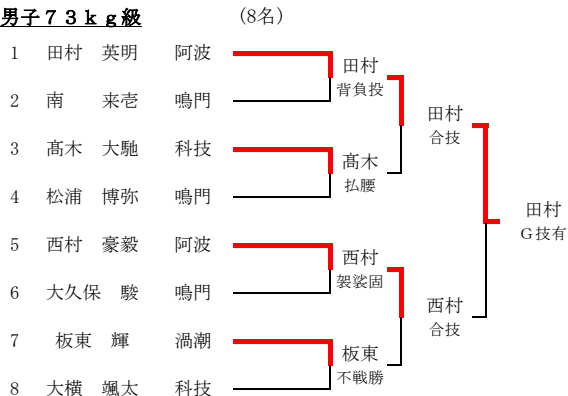 男子７３ｋｇ級 (8名)
1 田村 英明 阿波
2 南 来壱 鳴門
3 髙木 大馳 科技
4 松浦 博弥 鳴門
5 西村 豪毅 阿波
6 大久保 駿 鳴門
7 板東 輝 渦潮
8 大横 颯太 科技
田村
背負投
髙木
払腰
西村
袈裟固
板東
不戦勝
田村
合技
西村
合技
田村
Ｇ技有